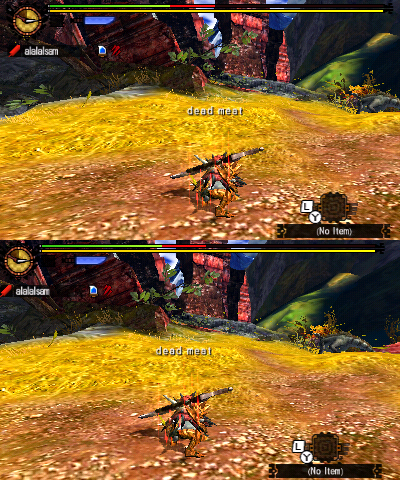 alalalsam
dead meat
L
Y
(No Item)
alalalsam
dead meat
L
Y
(No Item)